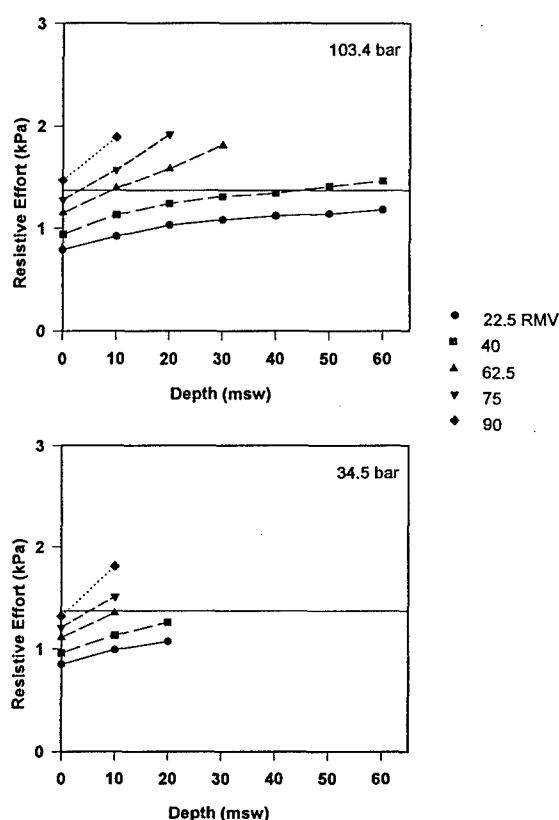 3
103.4 bar
2
1
0
Resistive Effort (kPa)
0 10 20 30 40 50 60
Depth (msw)
22.5 RMV
40
62.5
75
90
3
34.5 bar
2
1
0
Resistive Effort (kPa)
0 10 20 30 40 50 60
Depth (msw)